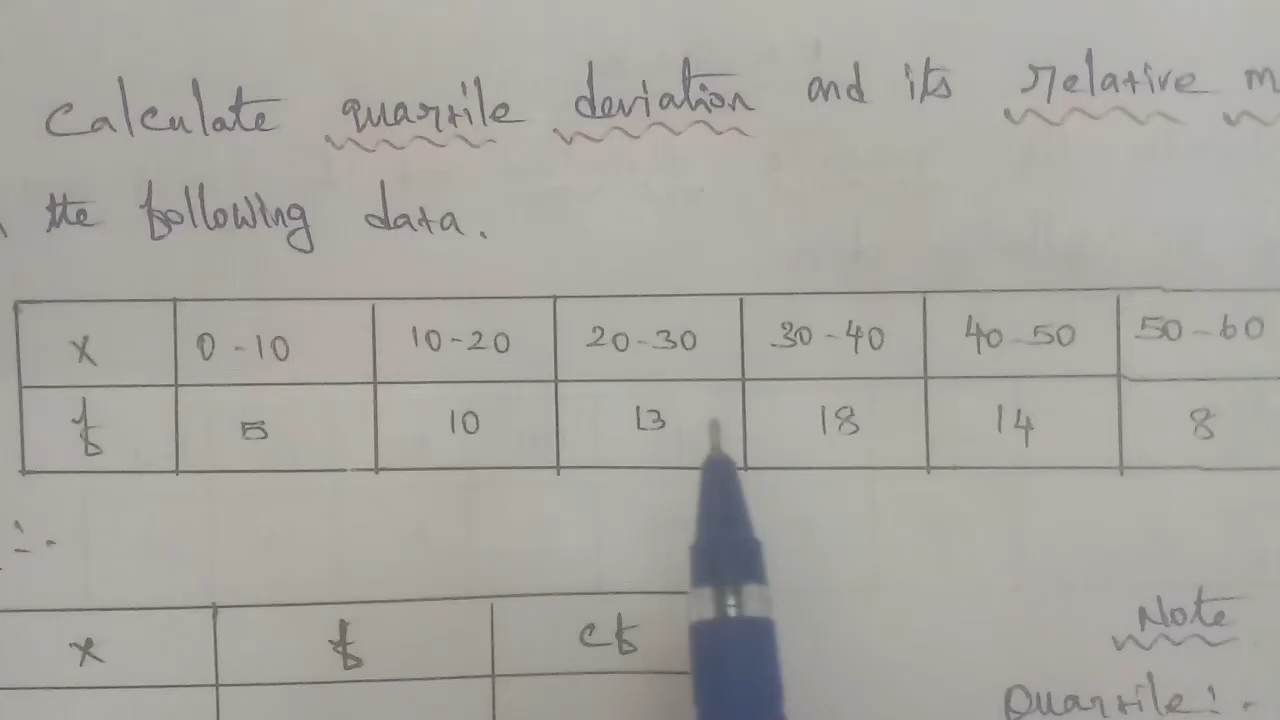 Calculate quartile deviation and its relative m
the following data.
x 0-10 10-20 20-30 30-40 40-50 50-60
f 5 10 13 18 14 8
:-
x f cf
Note
Quartile:-